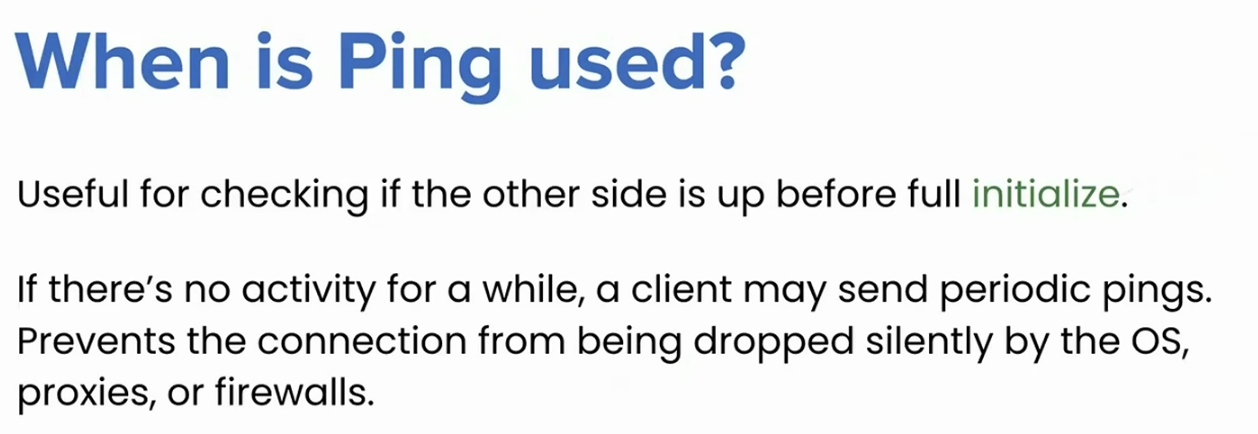 When is Ping used?
Useful for checking if the other side is up before full initialize.
If there’s no activity for a while, a client may send periodic pings.
Prevents the connection from being dropped silently by the OS,
proxies, or firewalls.